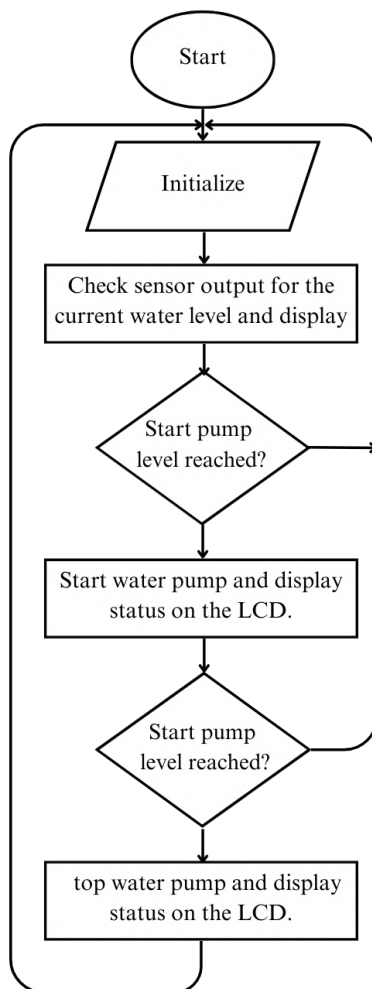 Start
Initialize
Check sensor output for the
current water level and display
Start pump
level reached?
Start water pump and display
status on the LCD.
Start pump
level reached?
top water pump and display
status on the LCD.